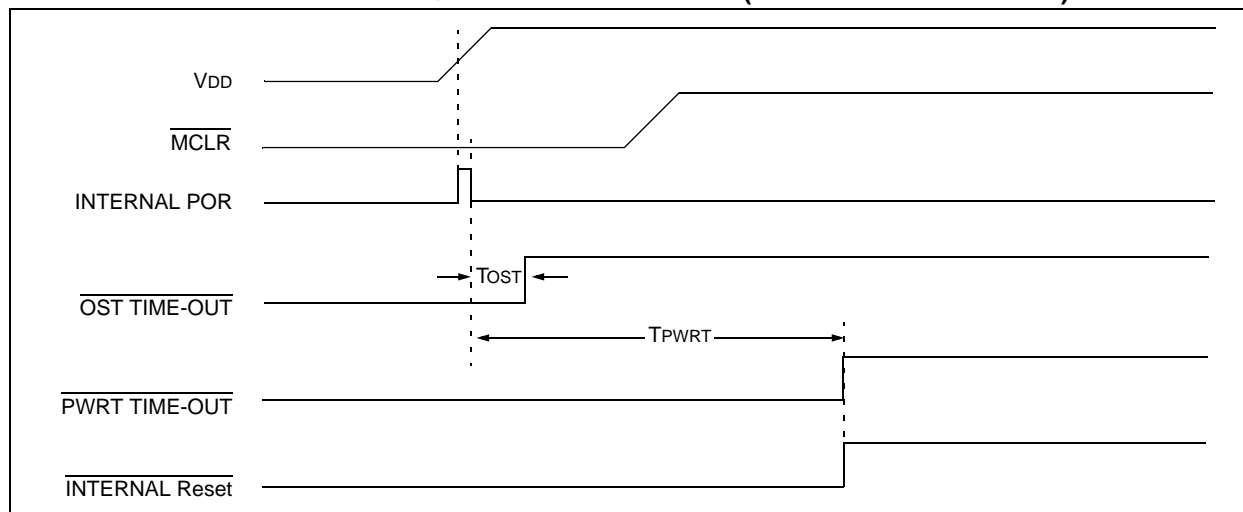 VDD
MCLR
INTERNAL POR
TOST
OST TIME-OUT
TPWRT
PWRT TIME-OUT
INTERNAL Reset